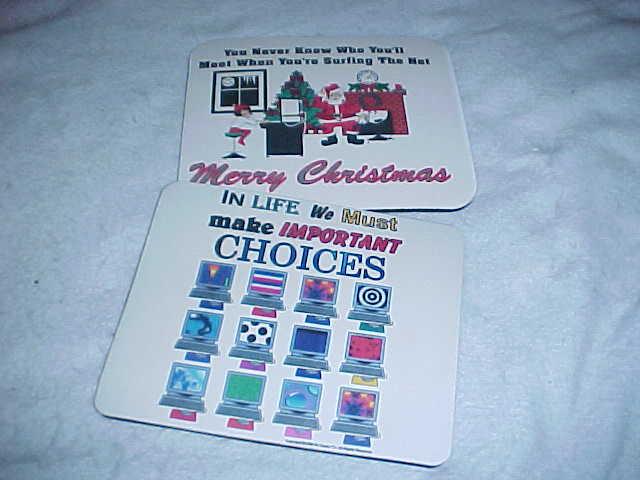 You Never Know Who You'll
Meet When You're Surfing The Net
Merry Christmas
IN LIFE We Must
make IMPORTANT
CHOICES